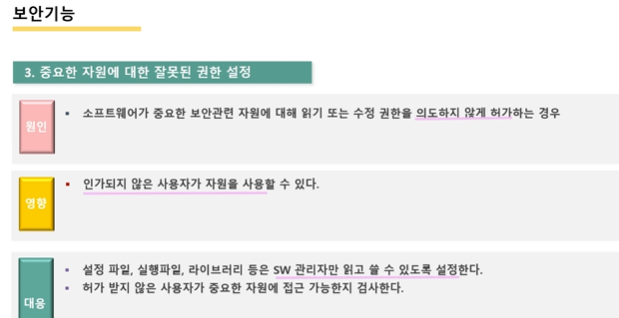 보안기능
3. 중요한 자원에 대한 잘못된 권한 설정
원인
▪ 소프트웨어가 중요한 보안관련 자원에 대해 읽기 또는 수정 권한을 의도하지 않게 허가하는 경우
영향
▪ 인가되지 않은 사용자가 자원을 사용할 수 있다.
대응
▪ 설정 파일, 실행파일, 라이브러리 등은 SW 관리자만 읽고 쓸 수 있도록 설정한다.
▪ 허가 받지 않은 사용자가 중요한 자원에 접근 가능한지 검사한다.